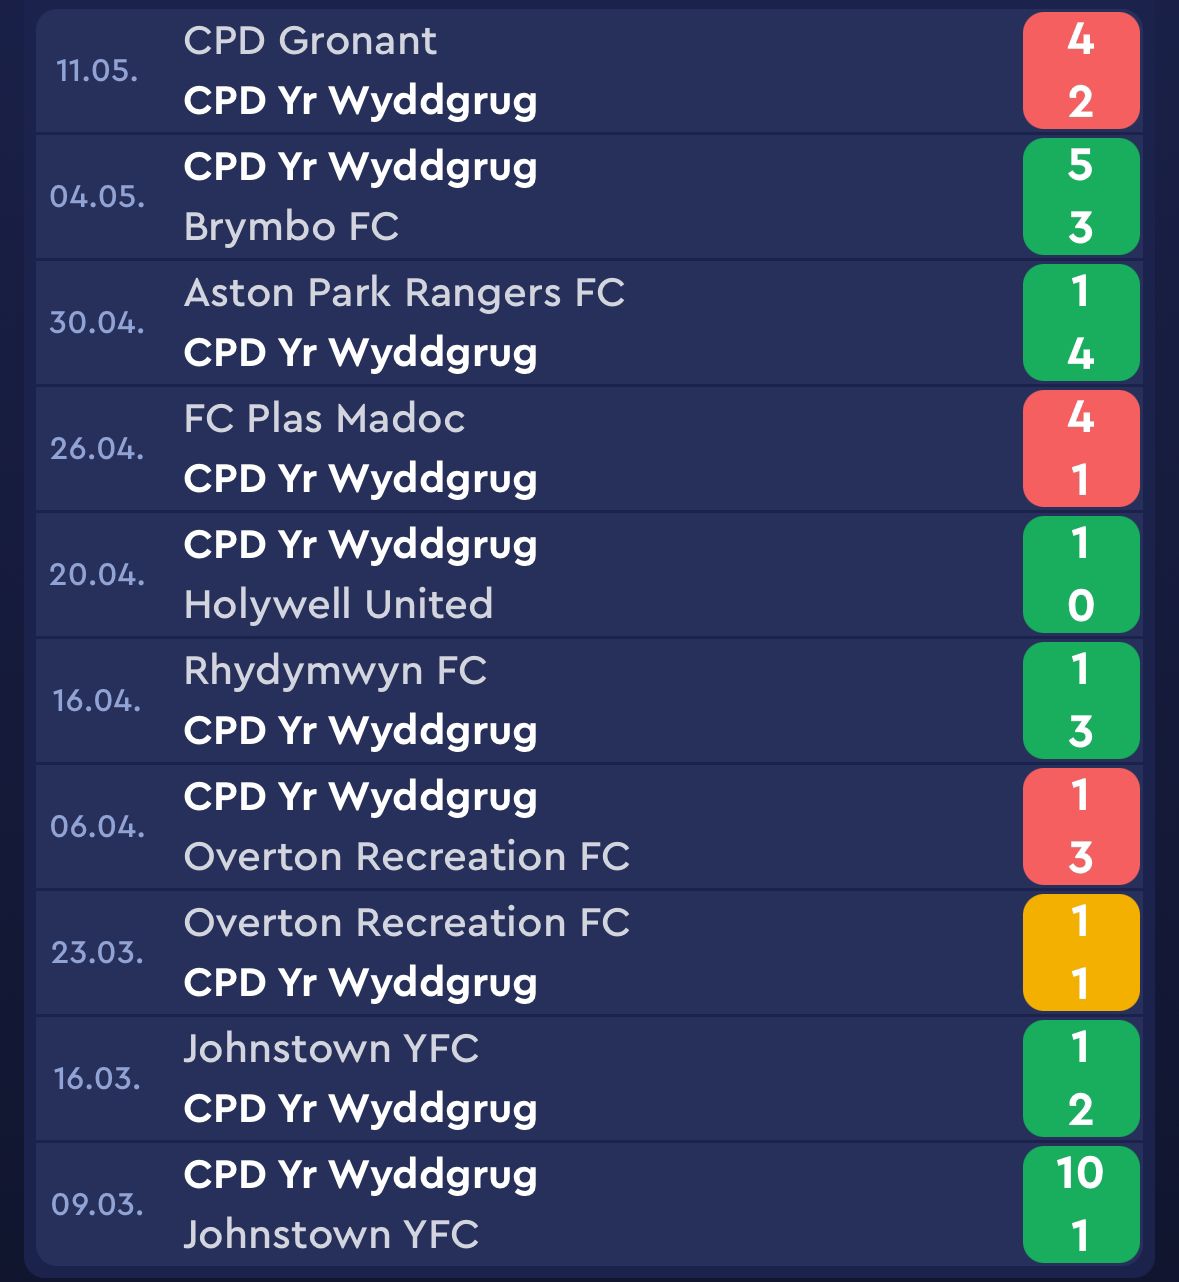 11.05.
CPD Gronant
4
CPD Yr Wyddgrug
2
04.05.
CPD Yr Wyddgrug
5
Brymbo FC
3
30.04.
Aston Park Rangers FC
1
CPD Yr Wyddgrug
4
26.04.
FC Plas Madoc
4
CPD Yr Wyddgrug
1
20.04.
CPD Yr Wyddgrug
1
Holywell United
0
16.04.
Rhydymwyn FC
1
CPD Yr Wyddgrug
3
06.04.
CPD Yr Wyddgrug
1
Overton Recreation FC
3
23.03.
Overton Recreation FC
1
CPD Yr Wyddgrug
1
16.03.
Johnstown YFC
1
CPD Yr Wyddgrug
2
09.03.
CPD Yr Wyddgrug
10
Johnstown YFC
1